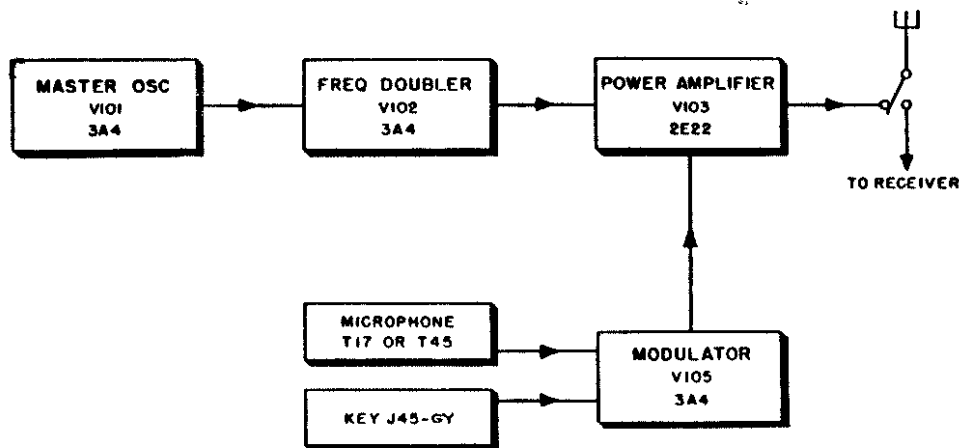 MASTER OSC
V101
3A4
FREQ DOUBLER
V102
3A4
POWER AMPLIFIER
V103
2E22
TO RECEIVER
MICROPHONE
T17 OR T45
KEY J45-GY
MODULATOR
V105
3A4